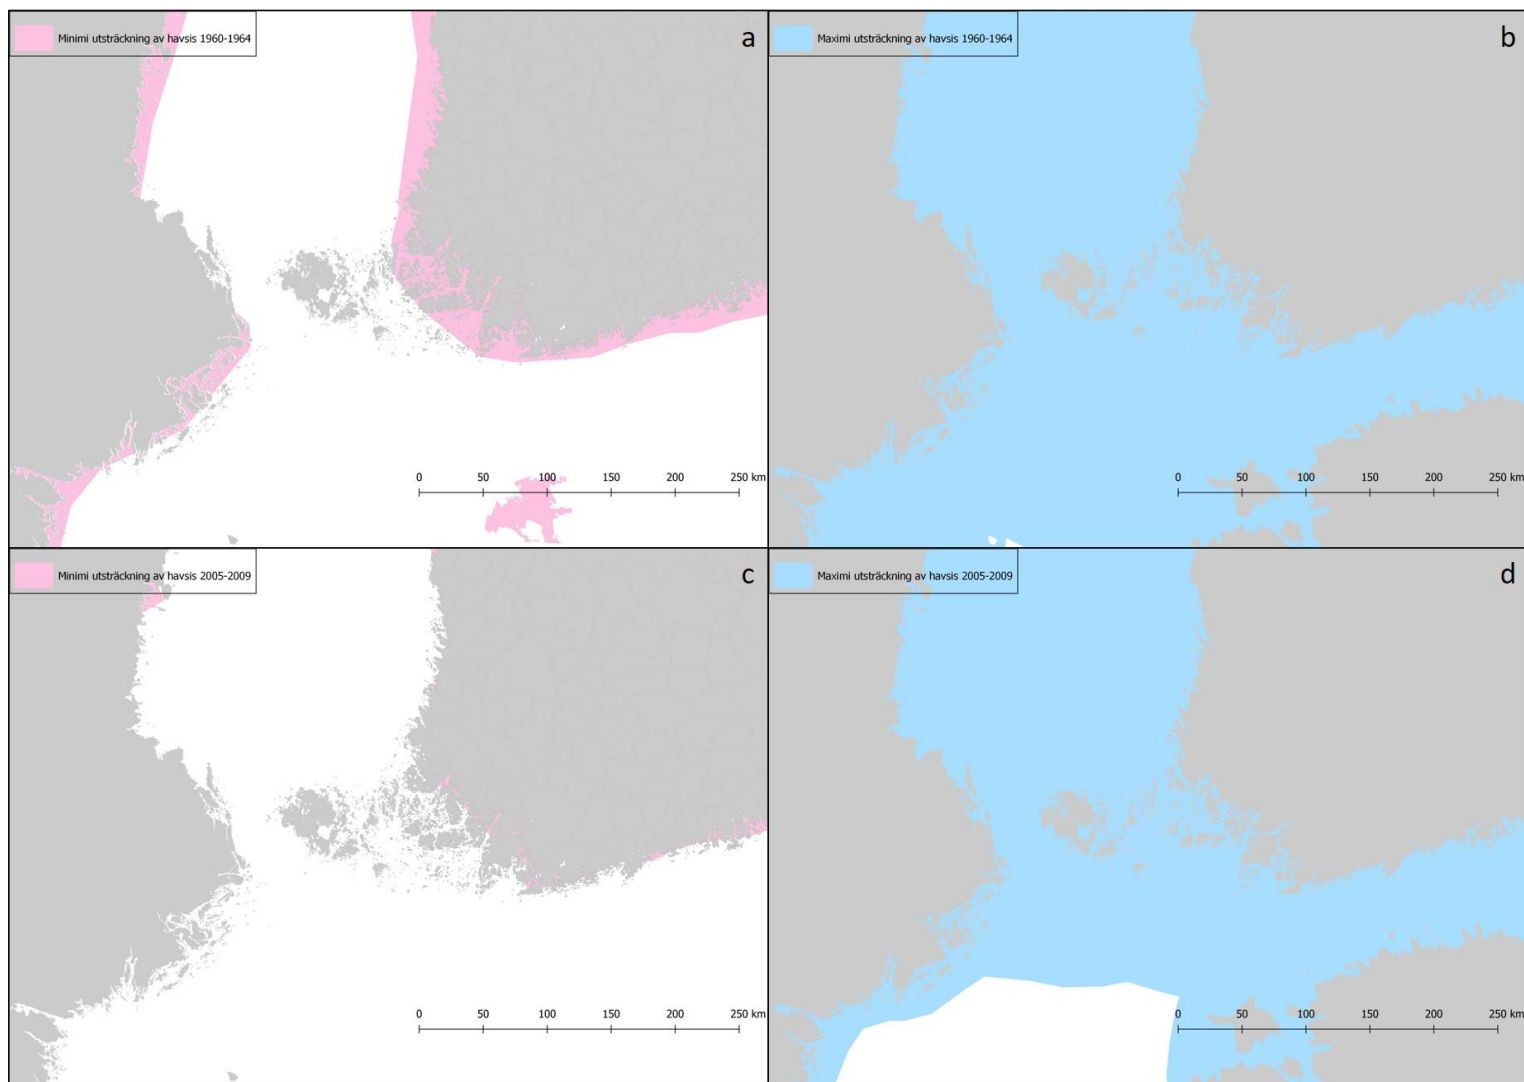 Minimi utsträckning av havsis 1960-1964
a
0 50 100 150 200 250 km
Maximi utsträckning av havsis 1960-1964
b
0 50 100 150 200 250 km
Minimi utsträckning av havsis 2005-2009
c
0 50 100 150 200 250 km
Maximi utsträckning av havsis 2005-2009
d
0 50 100 150 200 250 km